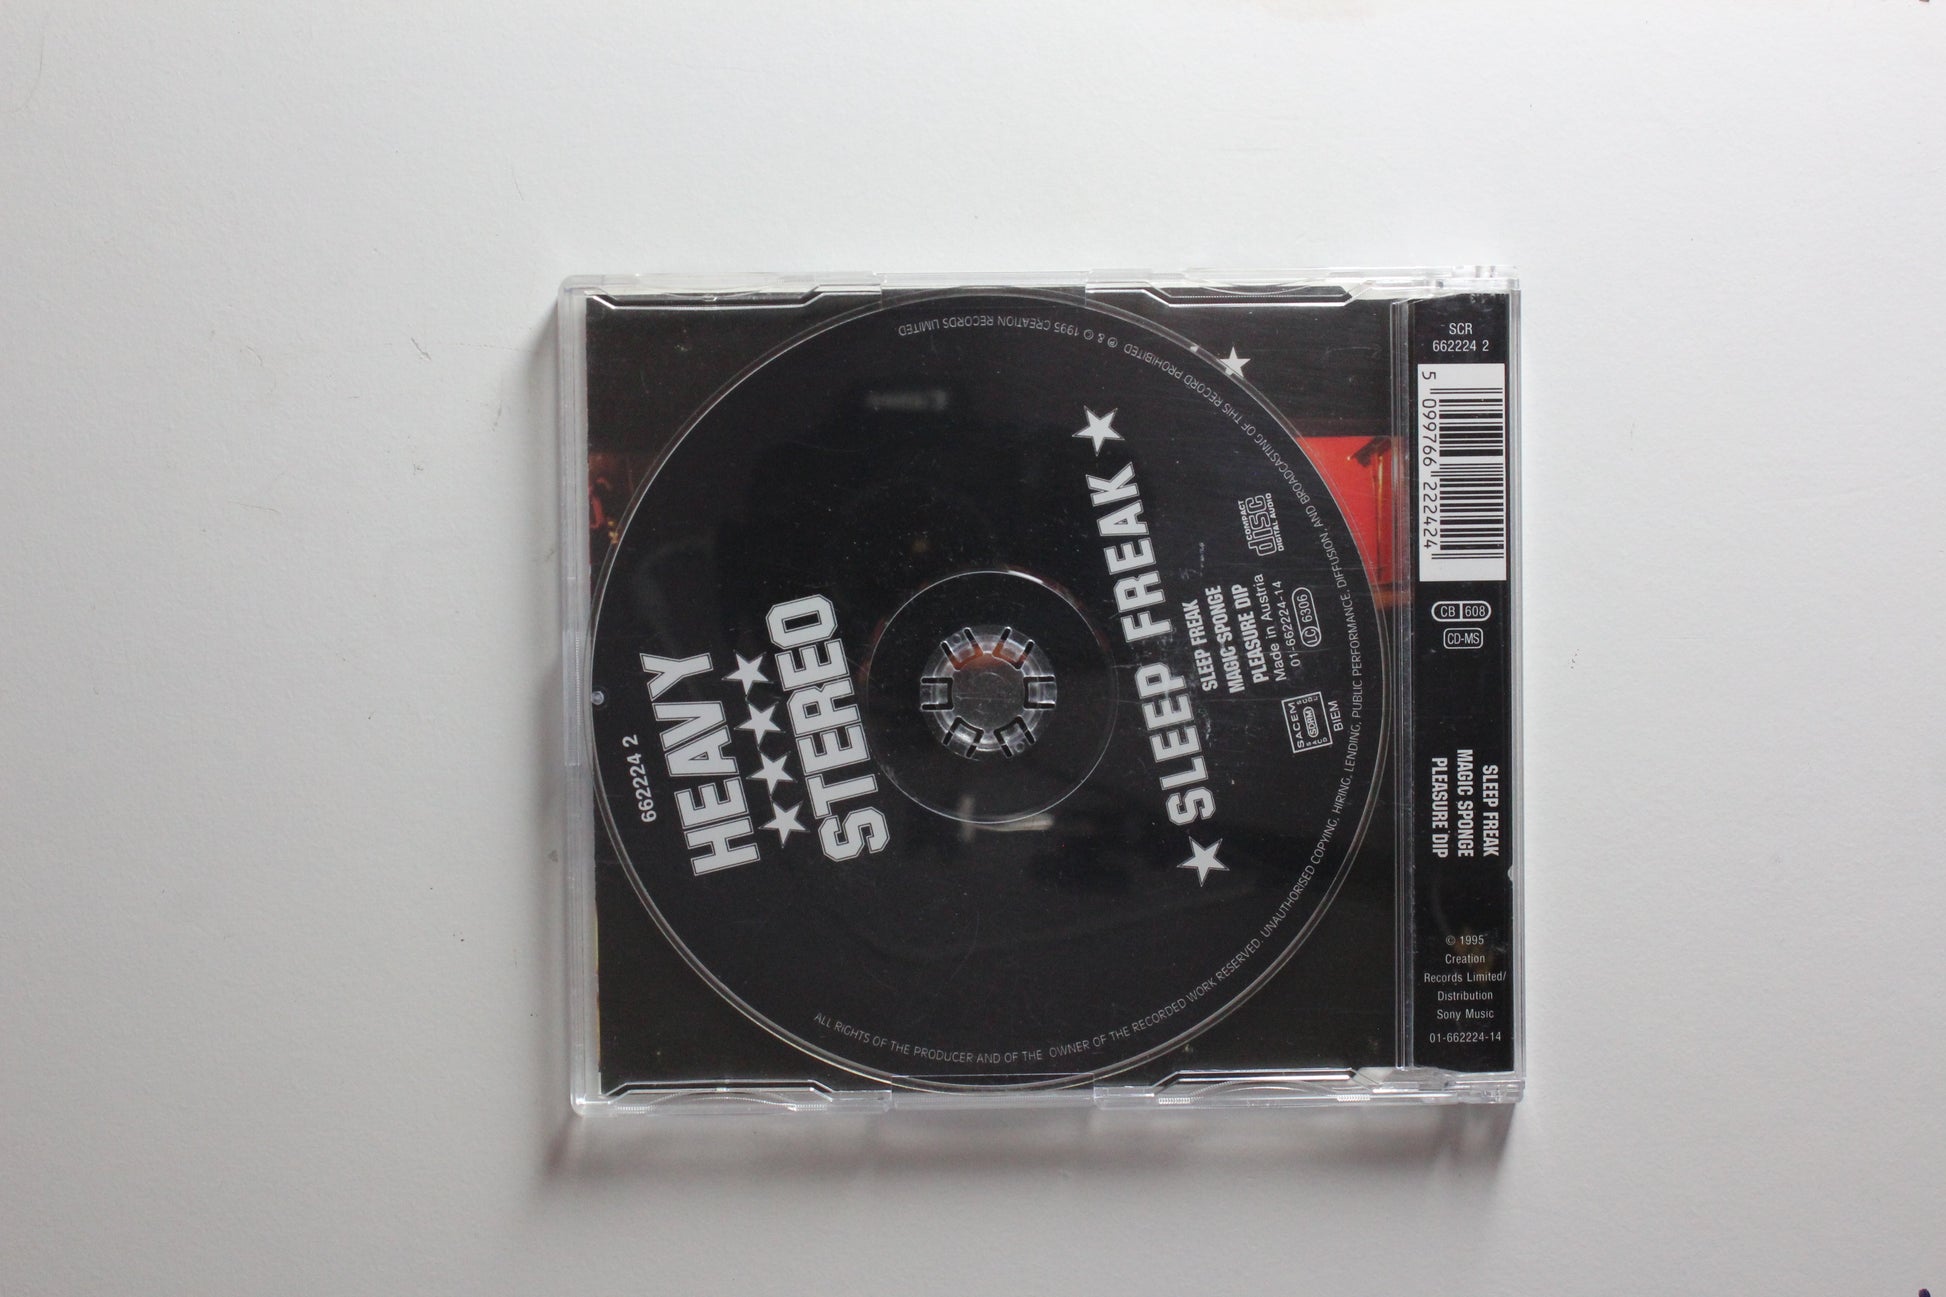 662224 2
HEAVY
STEREO
SLEEP FREAK
SLEEP FREAK
MAGIC SPONGE
PLEASURE DIP
Made in Austria
01-662224-14
LC 6306
COMPACT
disc
DIGITAL AUDIO
SACEM
SDRM
BIEM
ALL RIGHTS OF THE PRODUCER AND OF THE OWNER OF THE RECORDED WORK RESERVED. UNAUTHORISED COPYING, HIRING, LENDING, PUBLIC PERFORMANCE, DIFFUSION, AND BROADCASTING OF THIS RECORD PROHIBITED ℗ & © 1995 CREATION RECORDS LIMITED
SCR
662224 2
5 099766 222424
CB 608
CD-MS
SLEEP FREAK
MAGIC SPONGE
PLEASURE DIP
© 1995
Creation
Records Limited/
Distribution
Sony Music
01-662224-14